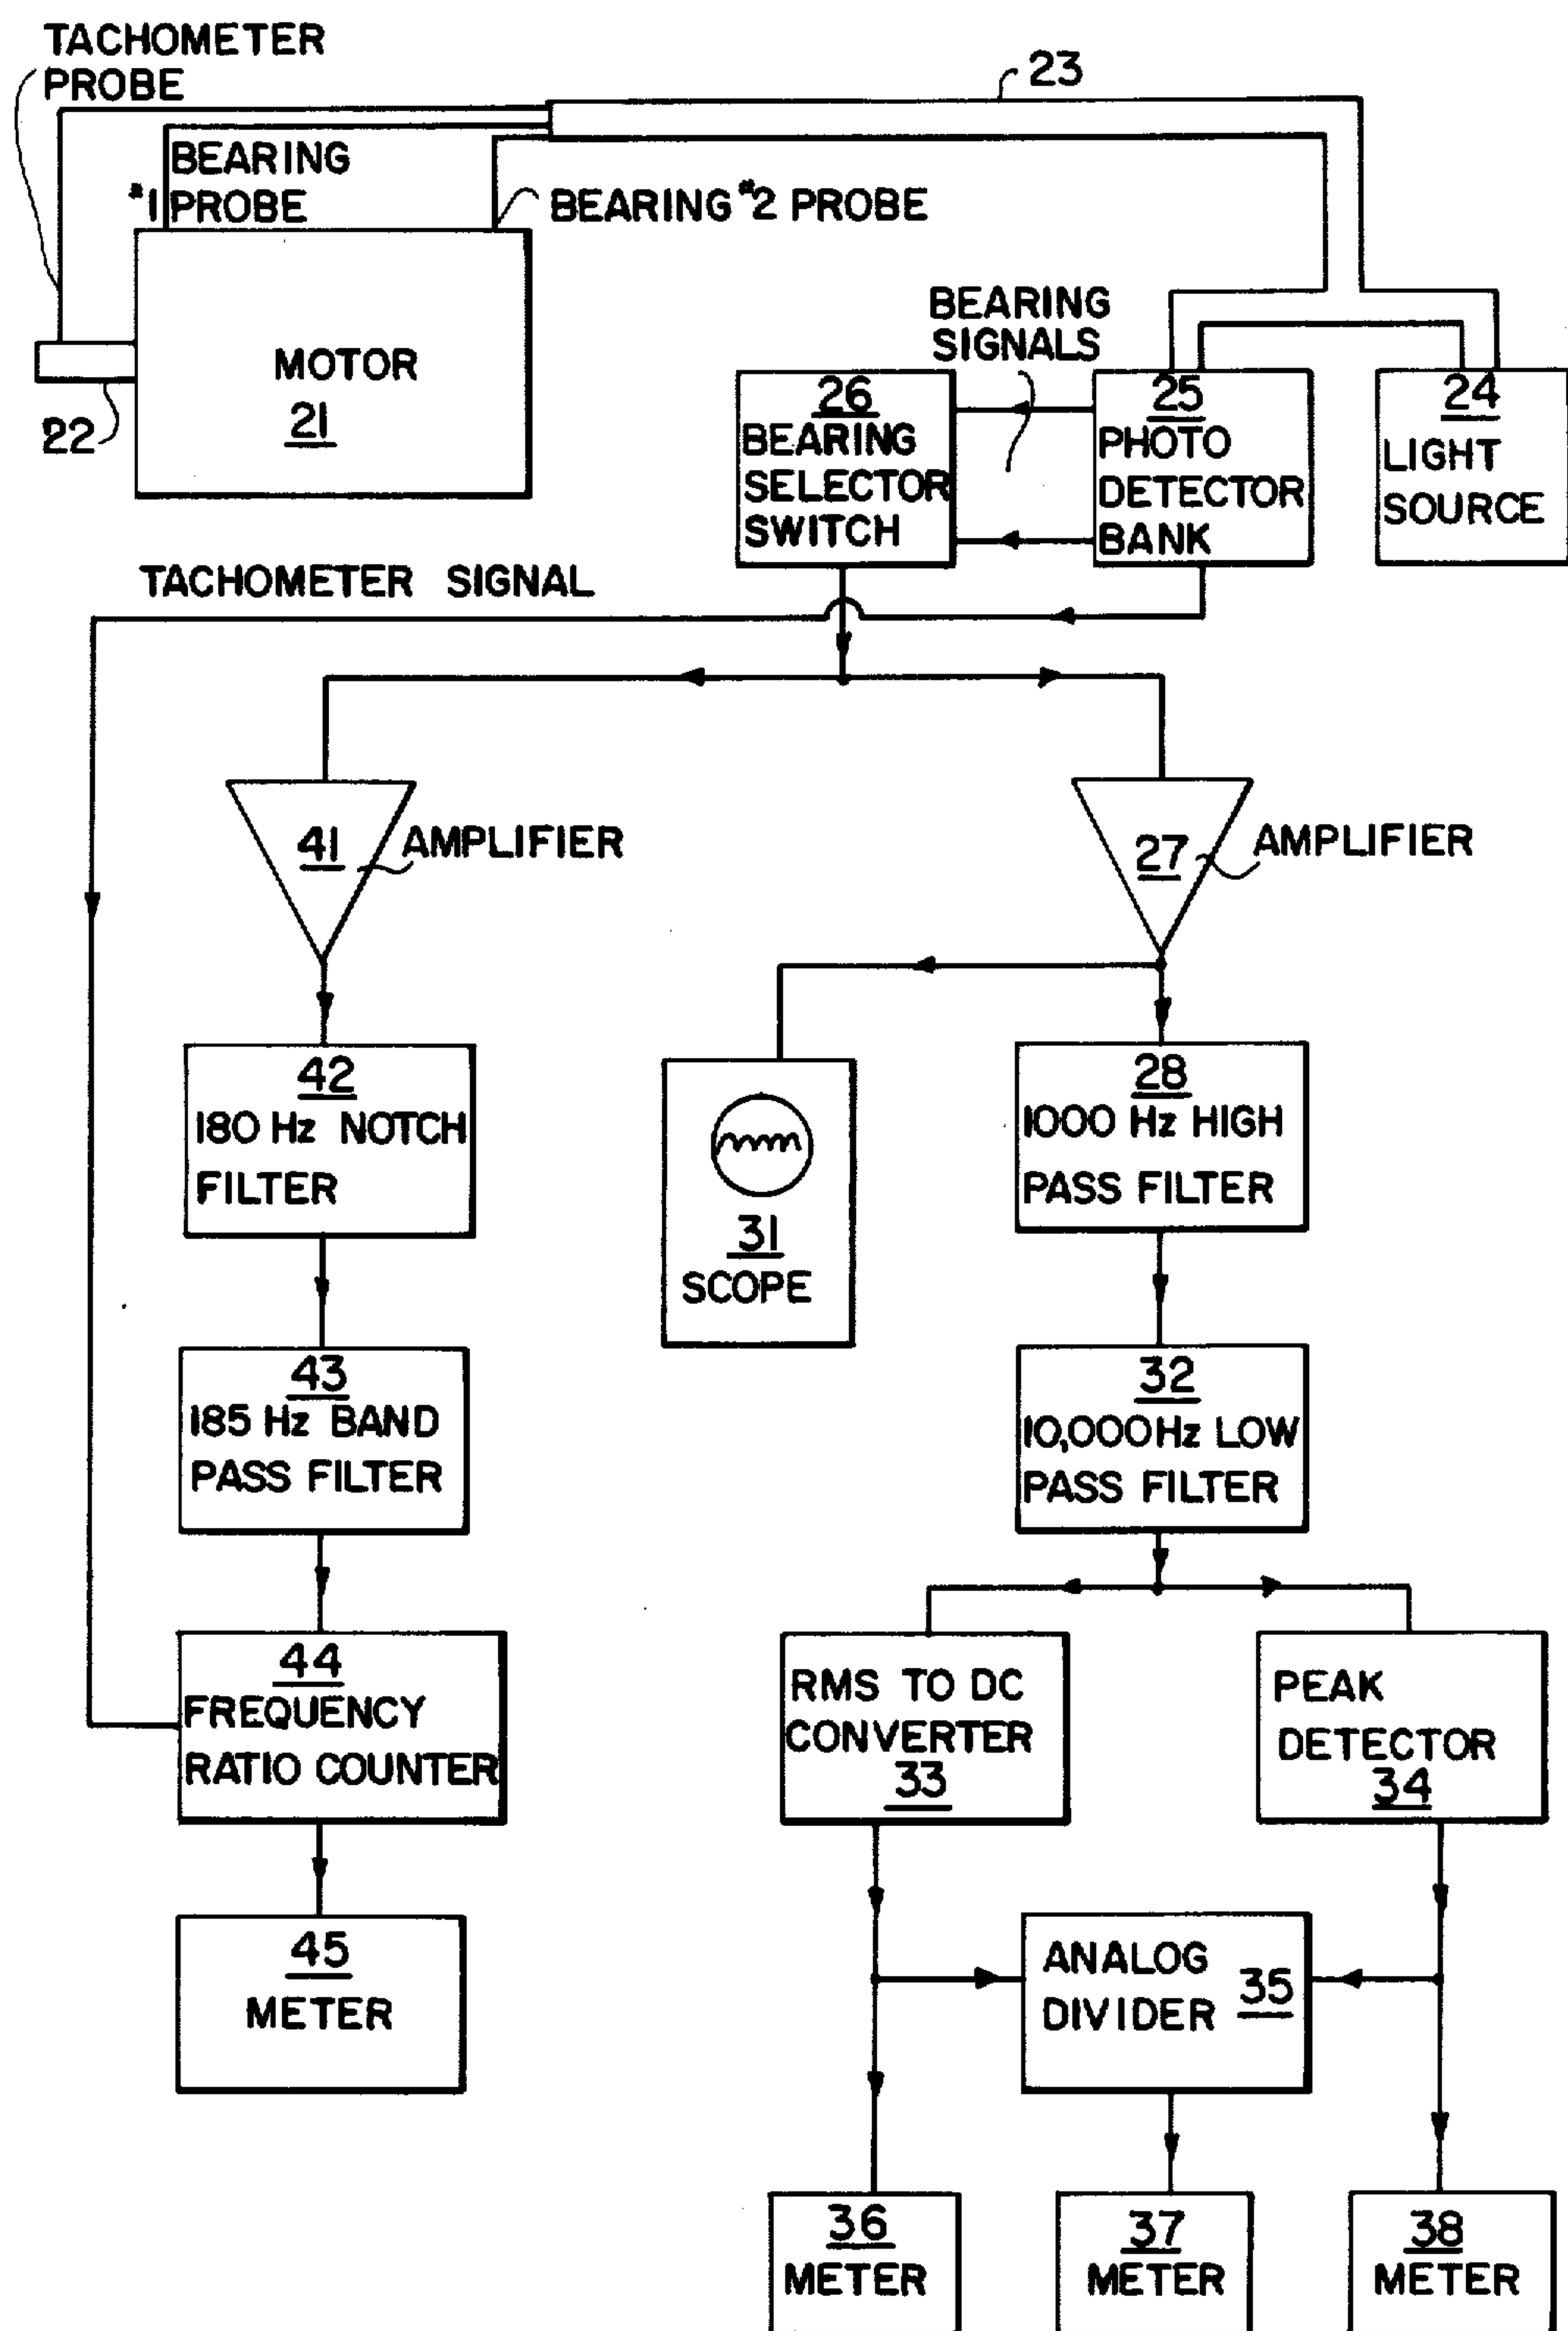 TACHOMETER
PROBE
23
BEARING
#1 PROBE
BEARING #2 PROBE
MOTOR
21
22
BEARING
SIGNALS
26
BEARING
SELECTOR
SWITCH
25
PHOTO
DETECTOR
BANK
24
LIGHT
SOURCE
TACHOMETER SIGNAL
41
AMPLIFIER
27
AMPLIFIER
42
180 Hz NOTCH
FILTER
31
SCOPE
28
1000 Hz HIGH
PASS FILTER
43
185 Hz BAND
PASS FILTER
32
10,000 Hz LOW
PASS FILTER
44
FREQUENCY
RATIO COUNTER
RMS TO DC
CONVERTER
33
PEAK
DETECTOR
34
45
METER
ANALOG
DIVIDER 35
36
METER
37
METER
38
METER